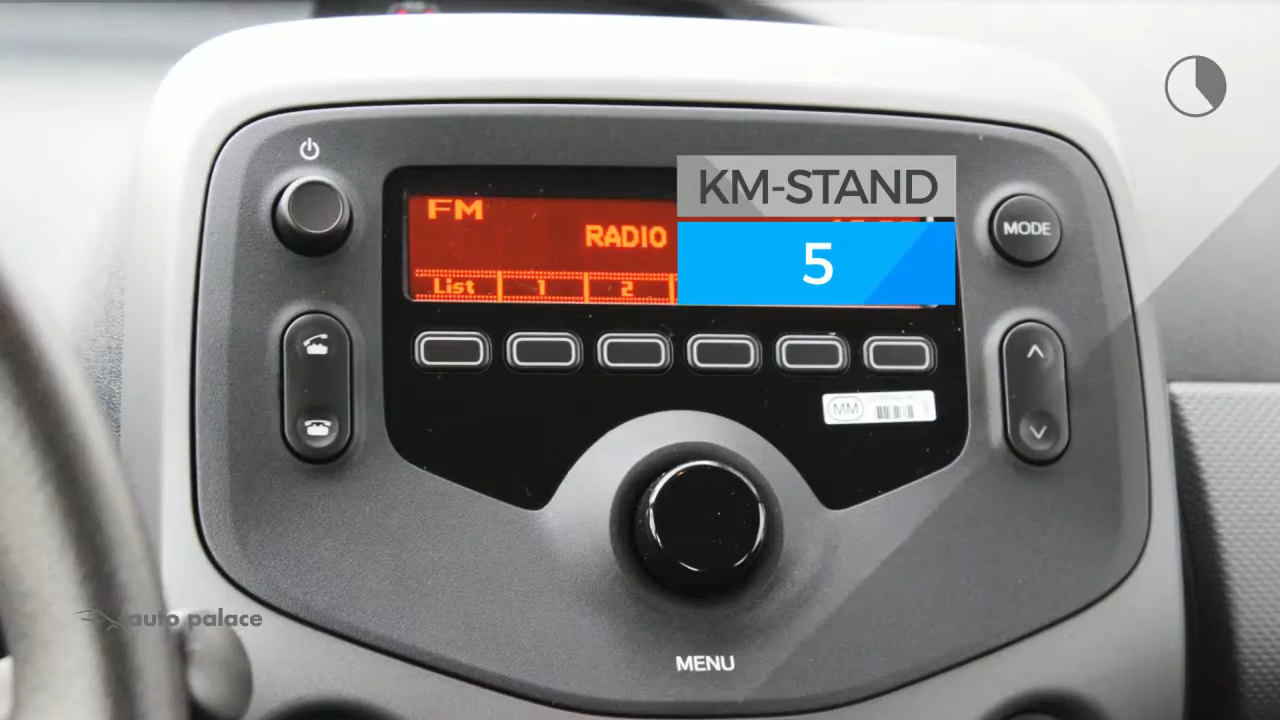 KM-STAND
5
FM
RADIO
List 1 2
MODE
MM
auto palace
MENU